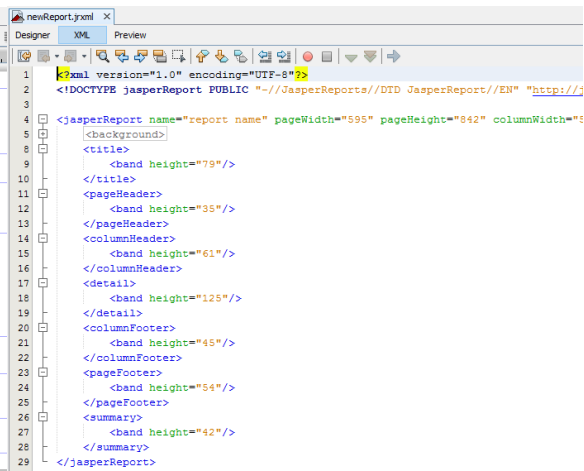 newReport.jrxml
Designer XML Preview
1 <?xml version="1.0" encoding="UTF-8"?>
2 <!DOCTYPE jasperReport PUBLIC "-//JasperReports//DTD JasperReport//EN" "http://j
3
4 <jasperReport name="report name" pageWidth="595" pageHeight="842" columnWidth="5
5 <background>
8 <title>
9 <band height="79"/>
10 </title>
11 <pageHeader>
12 <band height="35"/>
13 </pageHeader>
14 <columnHeader>
15 <band height="61"/>
16 </columnHeader>
17 <detail>
18 <band height="125"/>
19 </detail>
20 <columnFooter>
21 <band height="45"/>
22 </columnFooter>
23 <pageFooter>
24 <band height="54"/>
25 </pageFooter>
26 <summary>
27 <band height="42"/>
28 </summary>
29 </jasperReport>